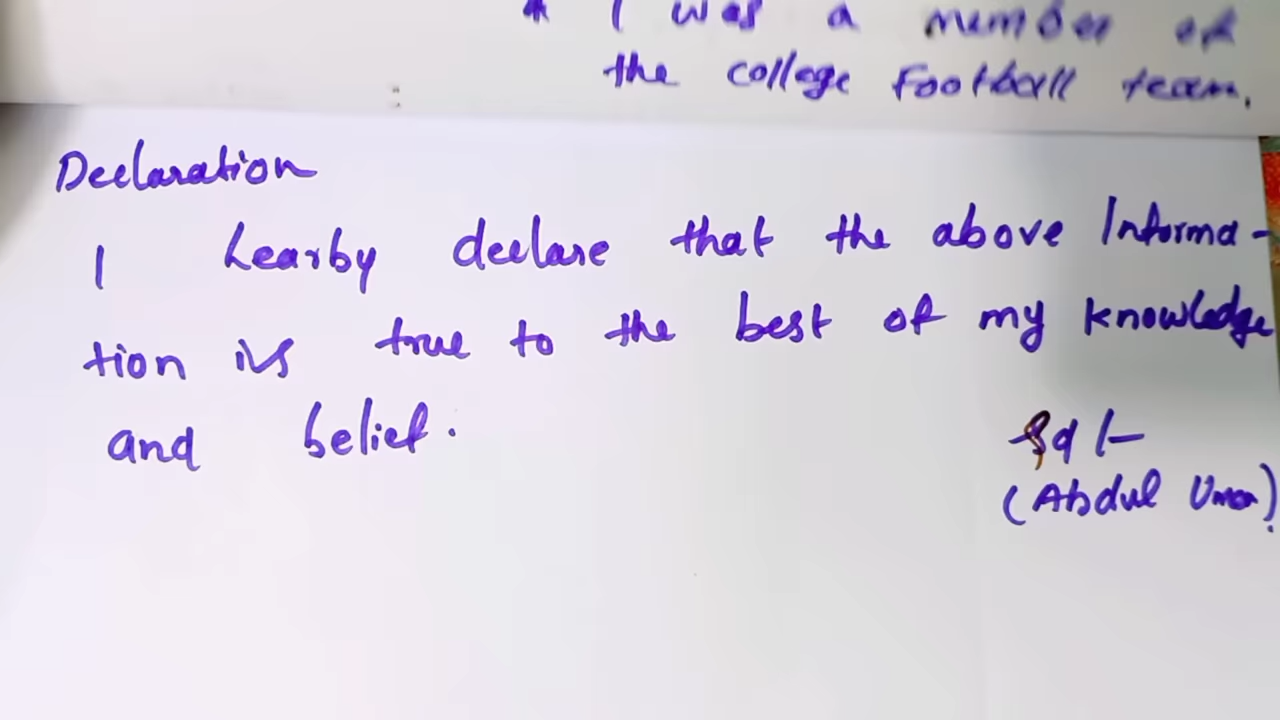 * I was a member of
the college Football team.
Declaration
I hearby declare that the above Informa-
tion is true to the best of my knowledge
and belief.
Sd/-
(Abdul Umar)